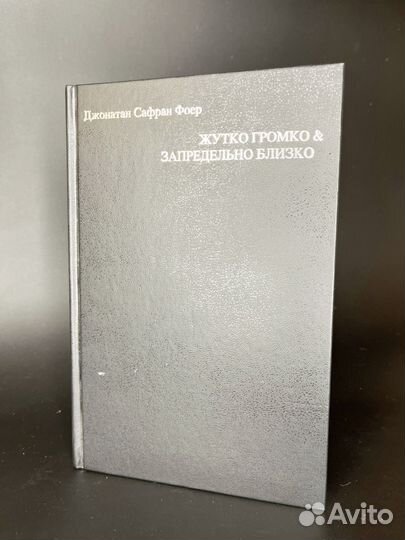 Джонатан Сафран Фоер
ЖУТКО ГРОМКО &
ЗАПРЕДЕЛЬНО БЛИЗКО
Avito